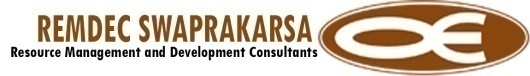 REMDEC SWAPRAKARSA
Resource Management and Development Consultants